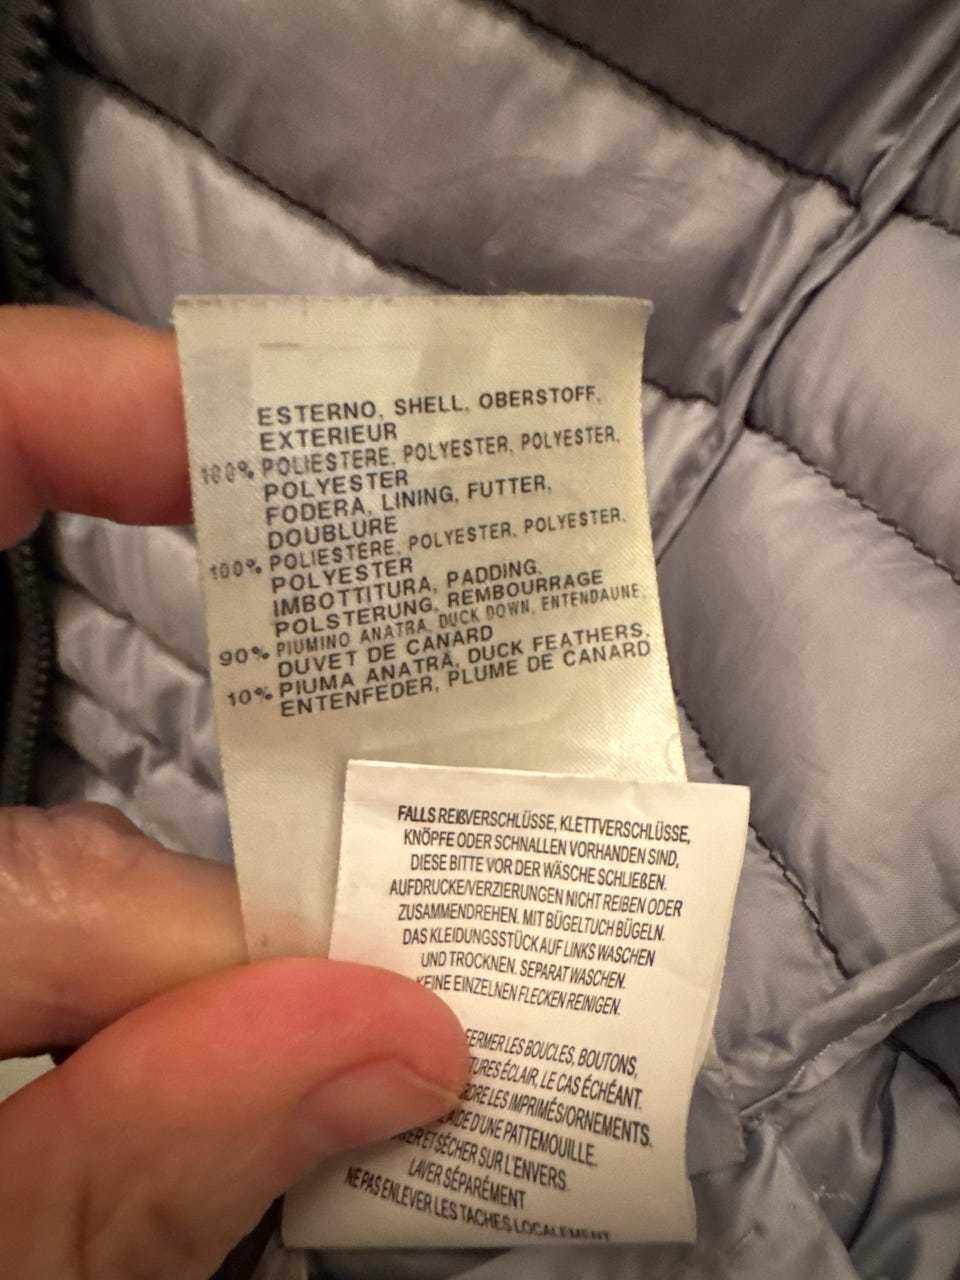 ESTERNO, SHELL, OBERSTOFF,
EXTERIEUR
100% POLIESTERE, POLYESTER, POLYESTER,
POLYESTER
FODERA, LINING, FUTTER,
DOUBLURE
100% POLIESTERE, POLYESTER, POLYESTER,
POLYESTER
IMBOTTITURA, PADDING,
POLSTERUNG, REMBOURRAGE
90% PIUMINO ANATRA, DUCK DOWN, ENTENDAUNE,
DUVET DE CANARD
10% PIUMA ANATRA, DUCK FEATHERS,
ENTENFEDER, PLUME DE CANARD
FALLS REIßVERSCHLÜSSE, KLETTVERSCHLÜSSE,
KNÖPFE ODER SCHNALLEN VORHANDEN SIND,
DIESE BITTE VOR DER WÄSCHE SCHLIEßEN.
AUFDRUCKE/VERZIERUNGEN NICHT REIBEN ODER
ZUSAMMENDREHEN. MIT BÜGELTUCH BÜGELN.
DAS KLEIDUNGSSTÜCK AUF LINKS WASCHEN
UND TROCKNEN. SEPARAT WASCHEN.
KEINE EINZELNEN FLECKEN REINIGEN.
FERMER LES BOUCLES, BOUTONS,
ÉCLAIR, LE CAS ÉCHÉANT.
LES IMPRIMÉS/ORNEMENTS.
D'UNE PATTEMOUILLE.
ET SÉCHER SUR L'ENVERS.
LAVER SÉPARÉMENT
NE PAS ENLEVER LES TACHES LOCALEMENT